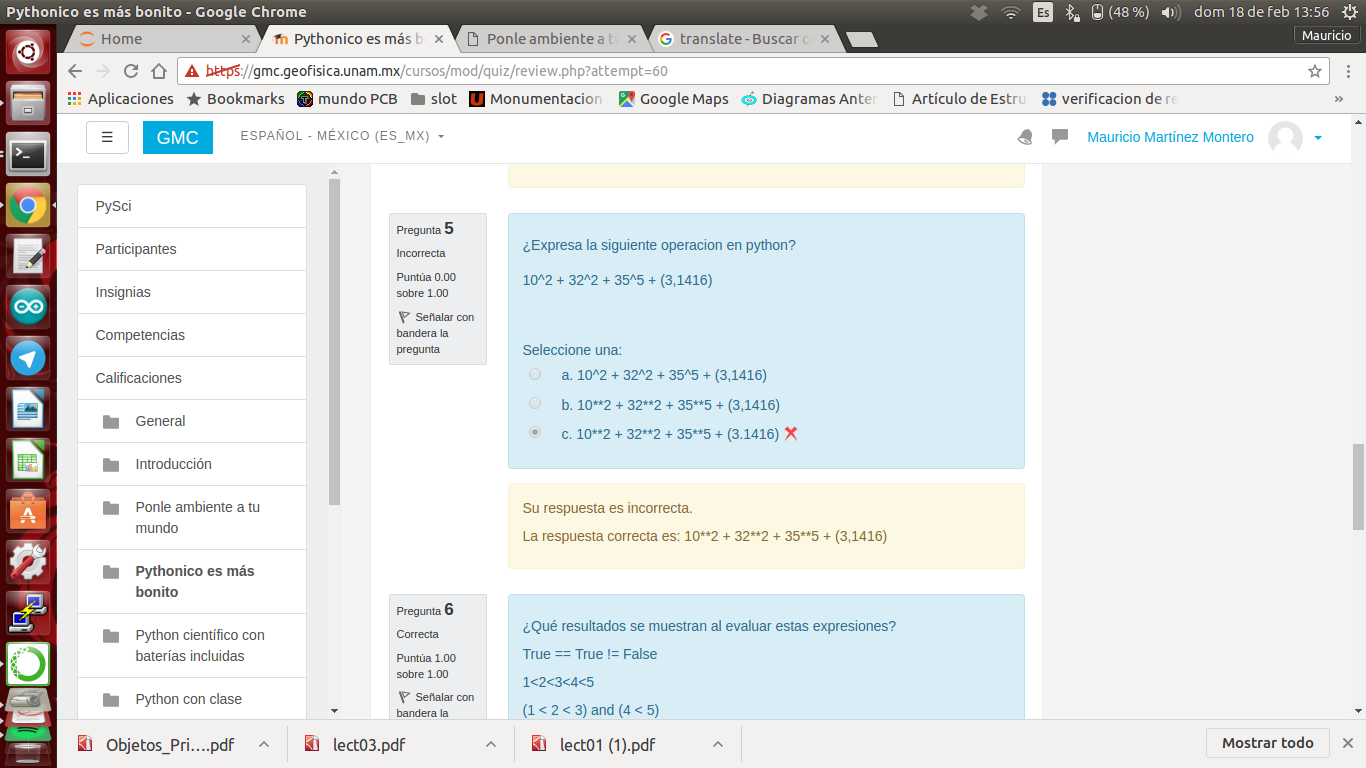 Pythonico es más bonito - Google Chrome
Es
(48 %)
dom 18 de feb 13:56
Mauricio
Home
Pythonico es más b
Ponle ambiente a t
translate - Buscar c
https://gmc.geofisica.unam.mx/cursos/mod/quiz/review.php?attempt=60
Aplicaciones
Bookmarks
mundo PCB
slot
Monumentacion
Google Maps
Diagramas Anter
Artículo de Estru
verificacion de re
»
GMC
ESPAÑOL - MÉXICO (ES_MX)
Mauricio Martínez Montero
PySci
Participantes
Insignias
Competencias
Calificaciones
General
Introducción
Ponle ambiente a tu
mundo
Pythonico es más
bonito
Python científico con
baterías incluidas
Python con clase
Pregunta 5
Incorrecta
Puntúa 0.00
sobre 1.00
Señalar con
bandera la
pregunta
¿Expresa la siguiente operacion en python?
10^2 + 32^2 + 35^5 + (3,1416)
Seleccione una:
a. 10^2 + 32^2 + 35^5 + (3,1416)
b. 10**2 + 32**2 + 35**5 + (3,1416)
c. 10**2 + 32**2 + 35**5 + (3.1416)
Su respuesta es incorrecta.
La respuesta correcta es: 10**2 + 32**2 + 35**5 + (3,1416)
Pregunta 6
Correcta
Puntúa 1.00
sobre 1.00
Señalar con
bandera la
¿Qué resultados se muestran al evaluar estas expresiones?
True == True != False
1<2<3<4<5
(1 < 2 < 3) and (4 < 5)
Objetos_Pri....pdf
lect03.pdf
lect01 (1).pdf
Mostrar todo